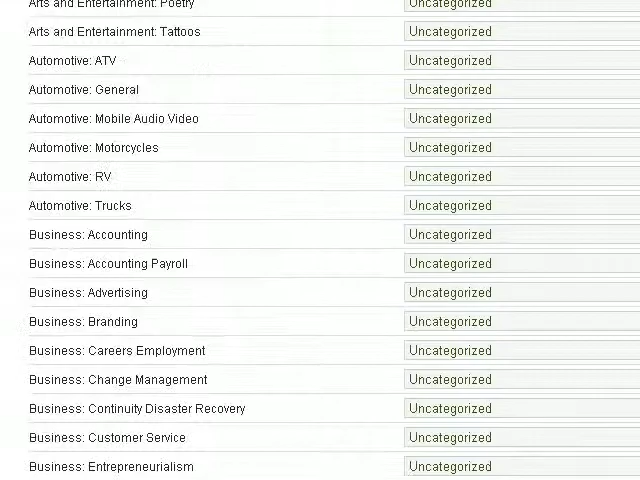 Arts and Entertainment: Poetry Uncategorized
Arts and Entertainment: Tattoos Uncategorized
Automotive: ATV Uncategorized
Automotive: General Uncategorized
Automotive: Mobile Audio Video Uncategorized
Automotive: Motorcycles Uncategorized
Automotive: RV Uncategorized
Automotive: Trucks Uncategorized
Business: Accounting Uncategorized
Business: Accounting Payroll Uncategorized
Business: Advertising Uncategorized
Business: Branding Uncategorized
Business: Careers Employment Uncategorized
Business: Change Management Uncategorized
Business: Continuity Disaster Recovery Uncategorized
Business: Customer Service Uncategorized
Business: Entrepreneurialism Uncategorized